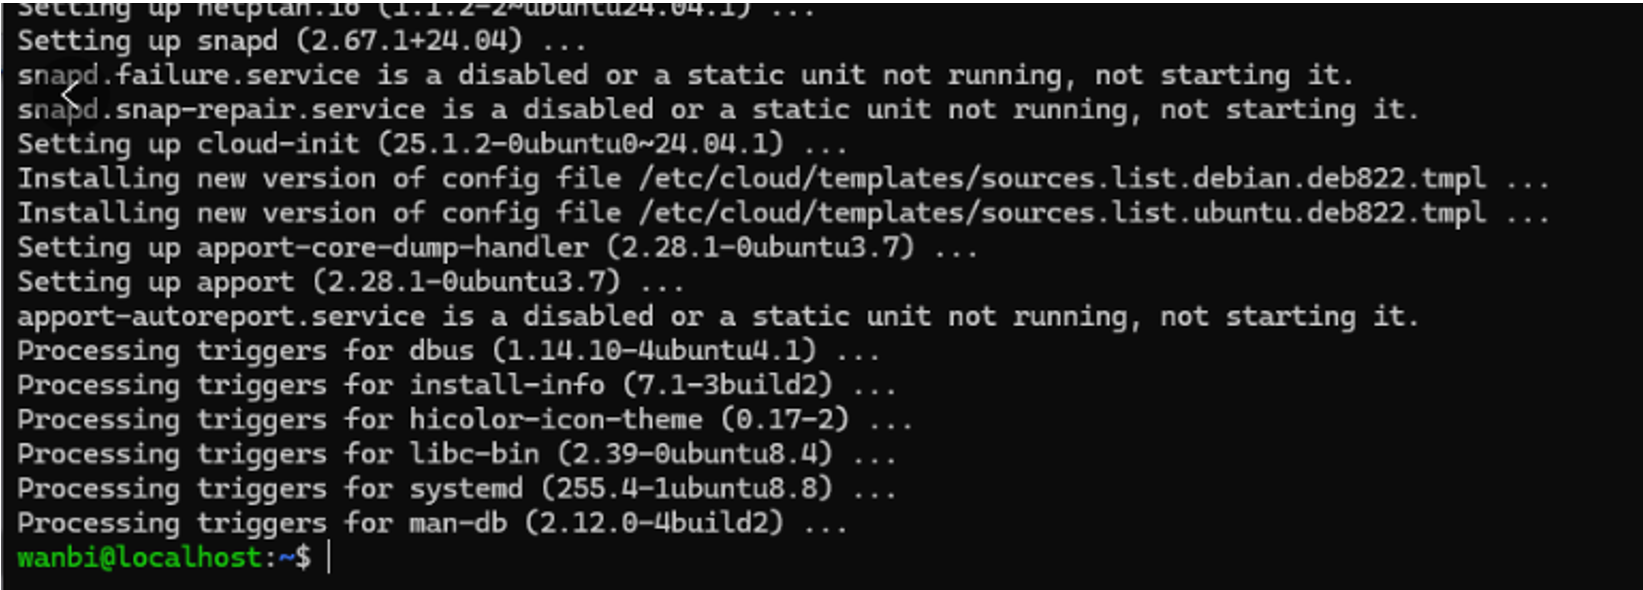 Setting up netplan.io (1.1.2-2~ubuntu24.04.1) ...
Setting up snapd (2.67.1+24.04) ...
snapd.failure.service is a disabled or a static unit not running, not starting it.
snapd.snap-repair.service is a disabled or a static unit not running, not starting it.
Setting up cloud-init (25.1.2-0ubuntu0~24.04.1) ...
Installing new version of config file /etc/cloud/templates/sources.list.debian.deb822.tmpl ...
Installing new version of config file /etc/cloud/templates/sources.list.ubuntu.deb822.tmpl ...
Setting up apport-core-dump-handler (2.28.1-0ubuntu3.7) ...
Setting up apport (2.28.1-0ubuntu3.7) ...
apport-autoreport.service is a disabled or a static unit not running, not starting it.
Processing triggers for dbus (1.14.10-4ubuntu4.1) ...
Processing triggers for install-info (7.1-3build2) ...
Processing triggers for hicolor-icon-theme (0.17-2) ...
Processing triggers for libc-bin (2.39-0ubuntu8.4) ...
Processing triggers for systemd (255.4-1ubuntu8.8) ...
Processing triggers for man-db (2.12.0-4build2) ...
wanbi@localhost:~$